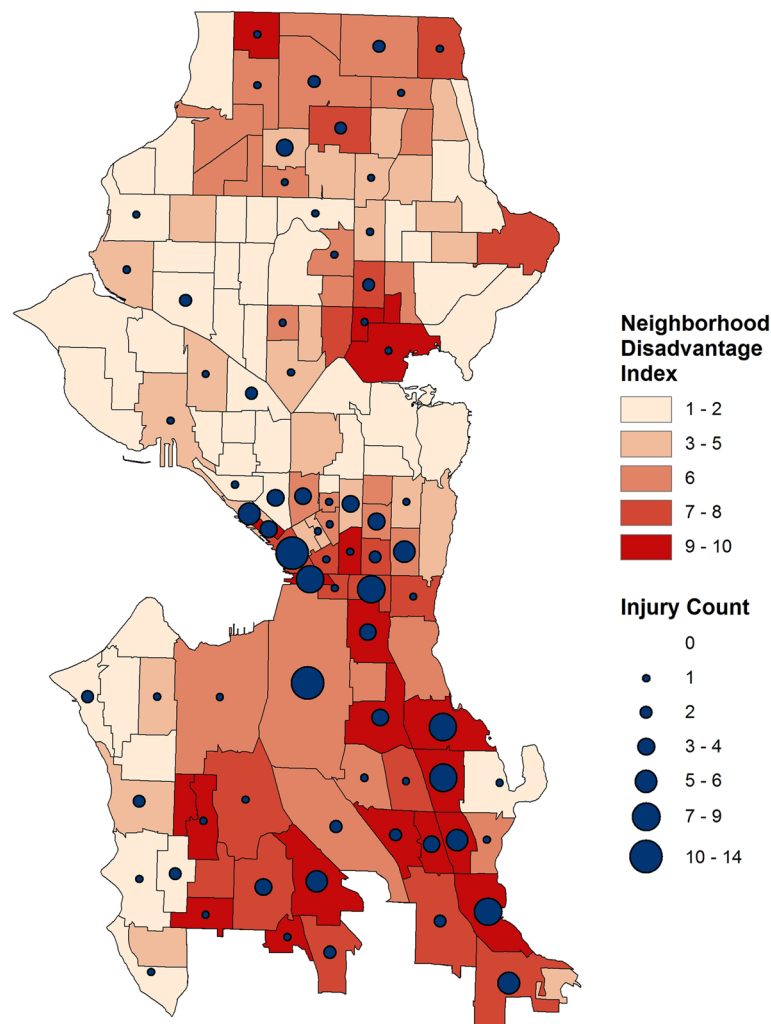 Neighborhood
Disadvantage
Index
1 - 2
3 - 5
6
7 - 8
9 - 10
Injury Count
0
1
2
3 - 4
5 - 6
7 - 9
10 - 14